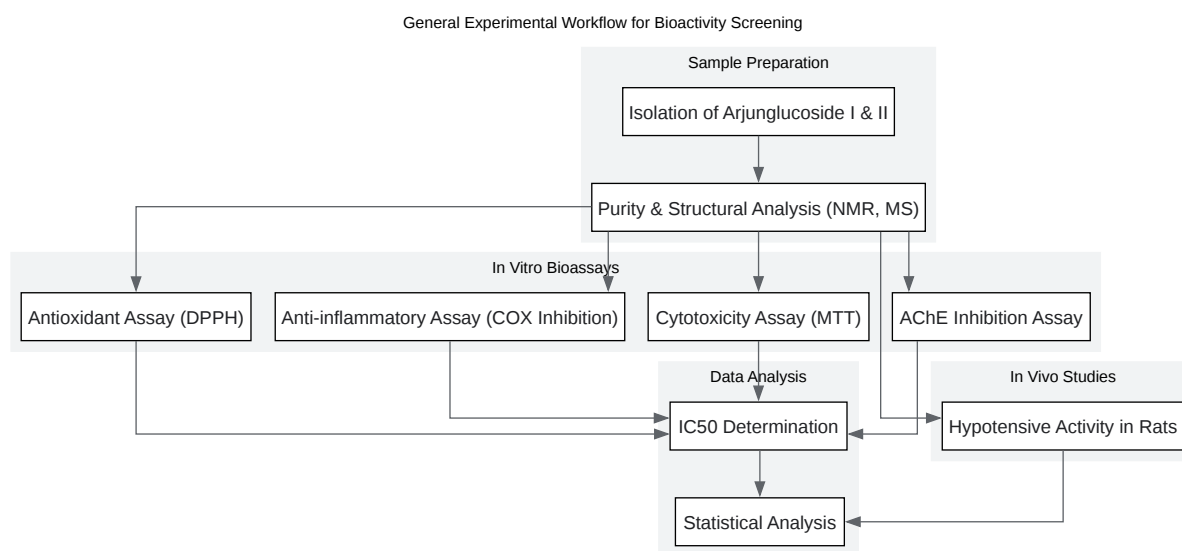 General Experimental Workflow for Bioactivity Screening
Sample Preparation
Isolation of Arjunglucoside I & II
Purity & Structural Analysis (NMR, MS)
In Vitro Bioassays
Antioxidant Assay (DPPH)
Anti-inflammatory Assay (COX Inhibition)
Cytotoxicity Assay (MTT)
AChE Inhibition Assay
Data Analysis
In Vivo Studies
IC50 Determination
Hypotensive Activity in Rats
Statistical Analysis